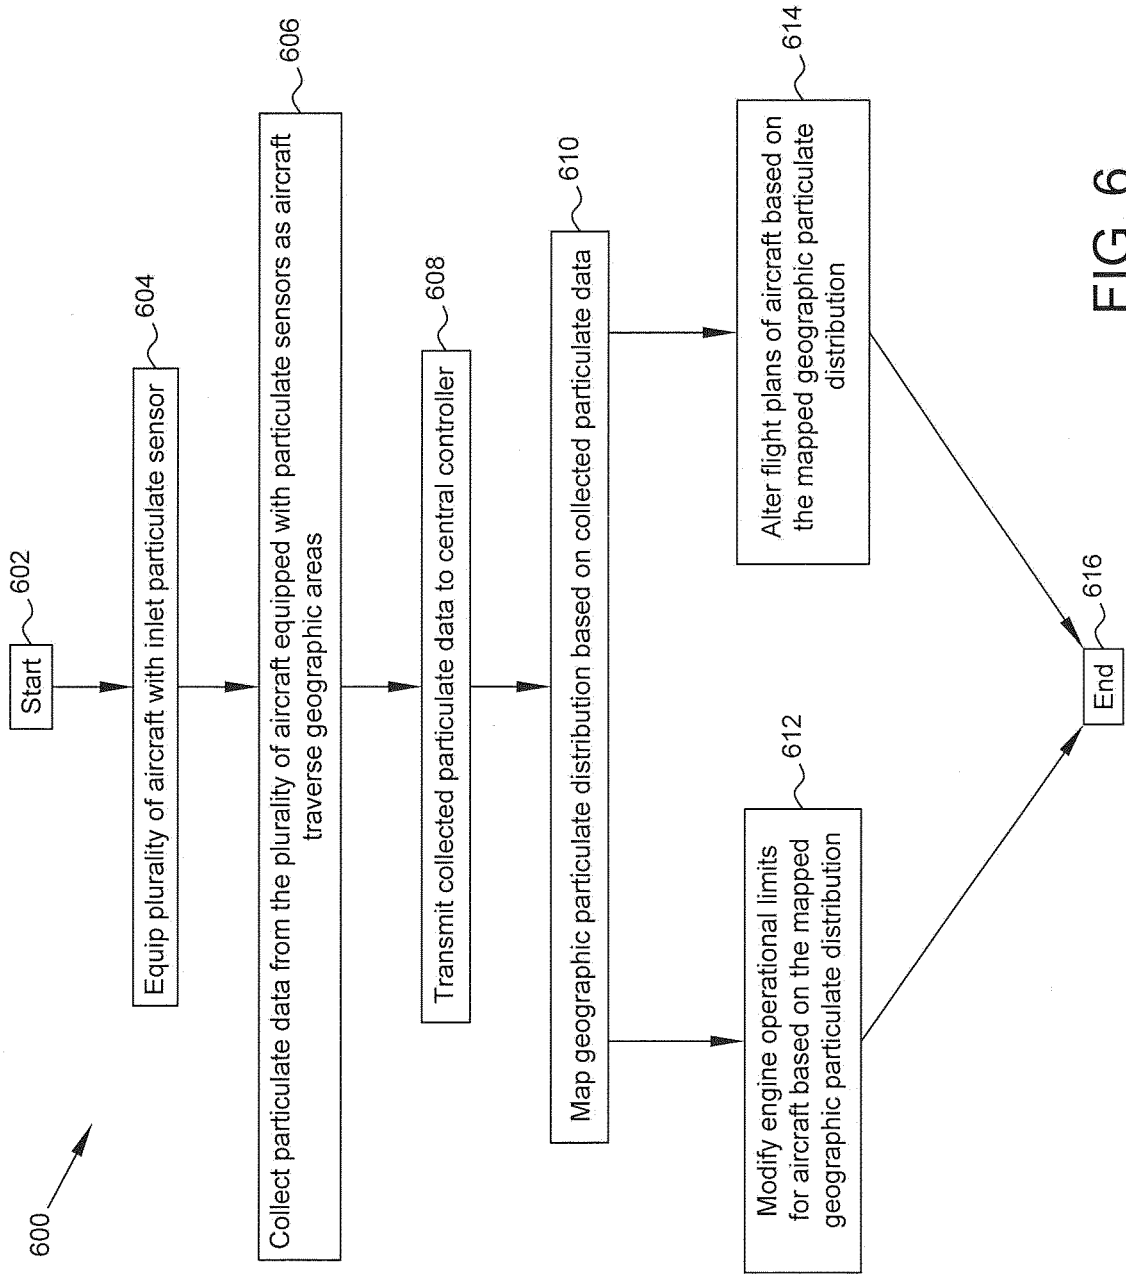 600
Start
602
Equip plurality of aircraft with inlet particulate sensor
604
Collect particulate data from the plurality of aircraft equipped with particulate sensors as aircraft
traverse geographic areas
606
Transmit collected particulate data to central controller
608
Map geographic particulate distribution based on collected particulate data
610
Modify engine operational limits
for aircraft based on the mapped
geographic particulate distribution
612
Alter flight plans of aircraft based on
the mapped geographic particulate
distribution
614
End
616
FIG. 6